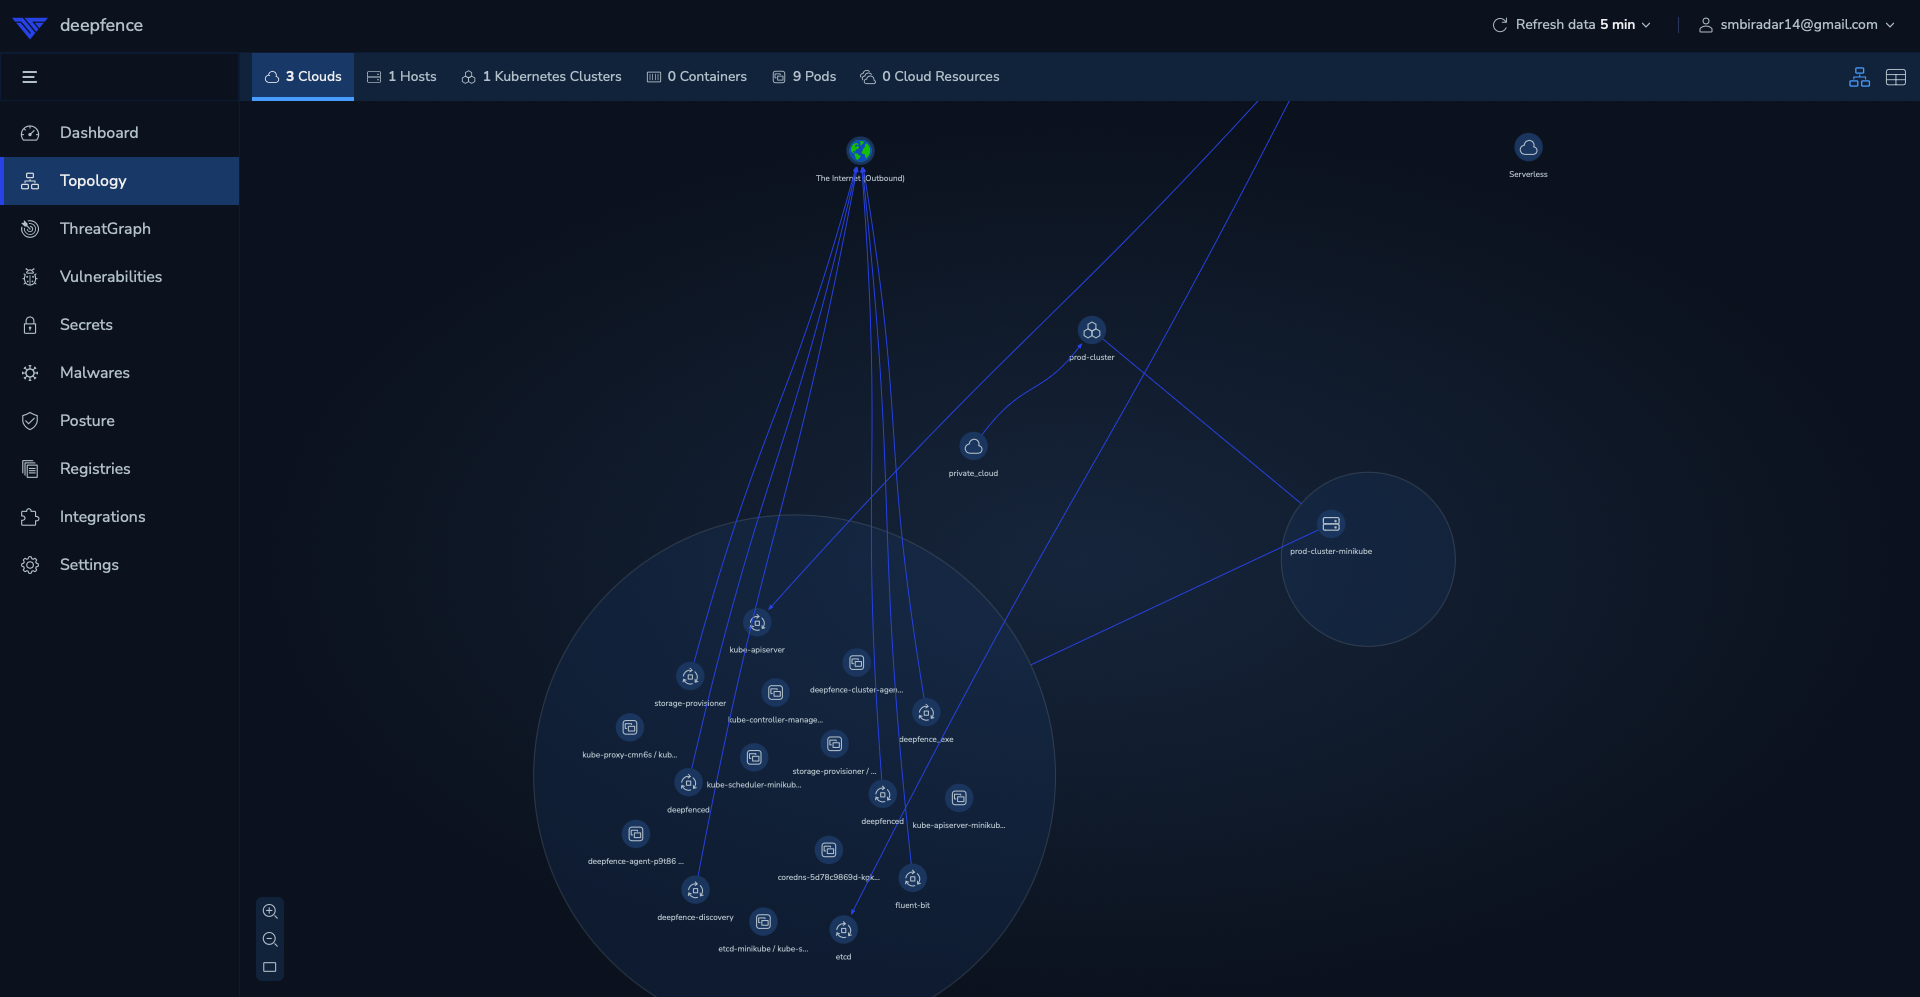 deepfence
Refresh data 5 min
smbiradar14@gmail.com
3 Clouds
1 Hosts
1 Kubernetes Clusters
0 Containers
9 Pods
0 Cloud Resources
Dashboard
Topology
ThreatGraph
Vulnerabilities
Secrets
Malwares
Posture
Registries
Integrations
Settings
The Internet (Outbound)
Serverless
prod-cluster
private_cloud
prod-cluster-minikube
kube-apiserver
deepfence-cluster-agen...
storage-provisioner
kube-controller-manage...
deepfence_exe
kube-proxy-cmn6s / kub...
storage-provisioner / ...
kube-scheduler-minikub...
deepfenced
deepfenced
kube-apiserver-minikub...
deepfence-agent-p9t86 ...
coredns-5d78c9869d-kgk...
fluent-bit
deepfence-discovery
etcd-minikube / kube-s...
etcd